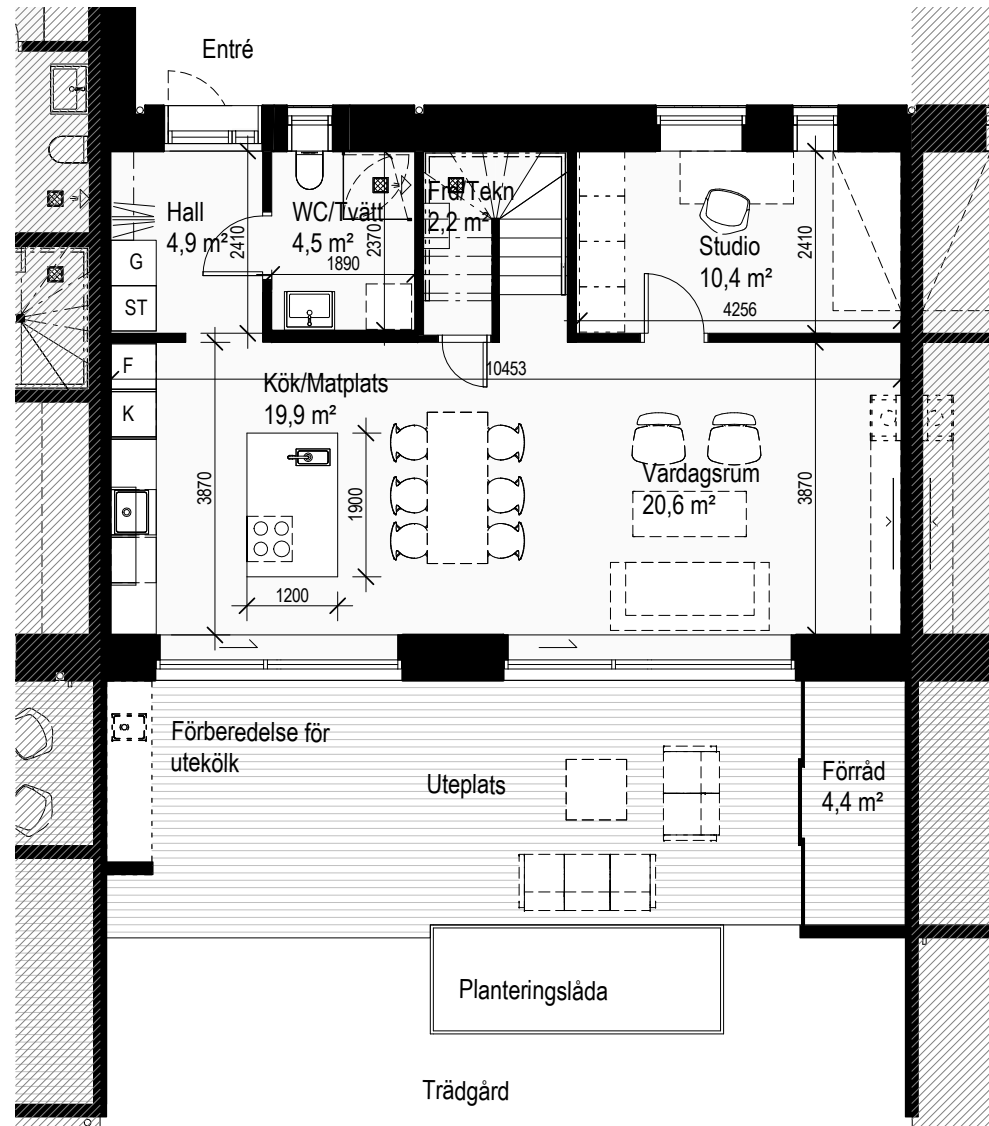 Entré
Hall
4,9 m²
2410
WC/Tvätt
4,5 m²
2370
1890
Frd/Tekn
2,2 m²
Studio
10,4 m²
2410
4256
G
ST
F
K
10453
Kök/Matplats
19,9 m²
3870
1900
1200
Vardagsrum
20,6 m²
3870
Förberedelse för
utekölk
Uteplats
Förråd
4,4 m²
Planteringslåda
Trädgård